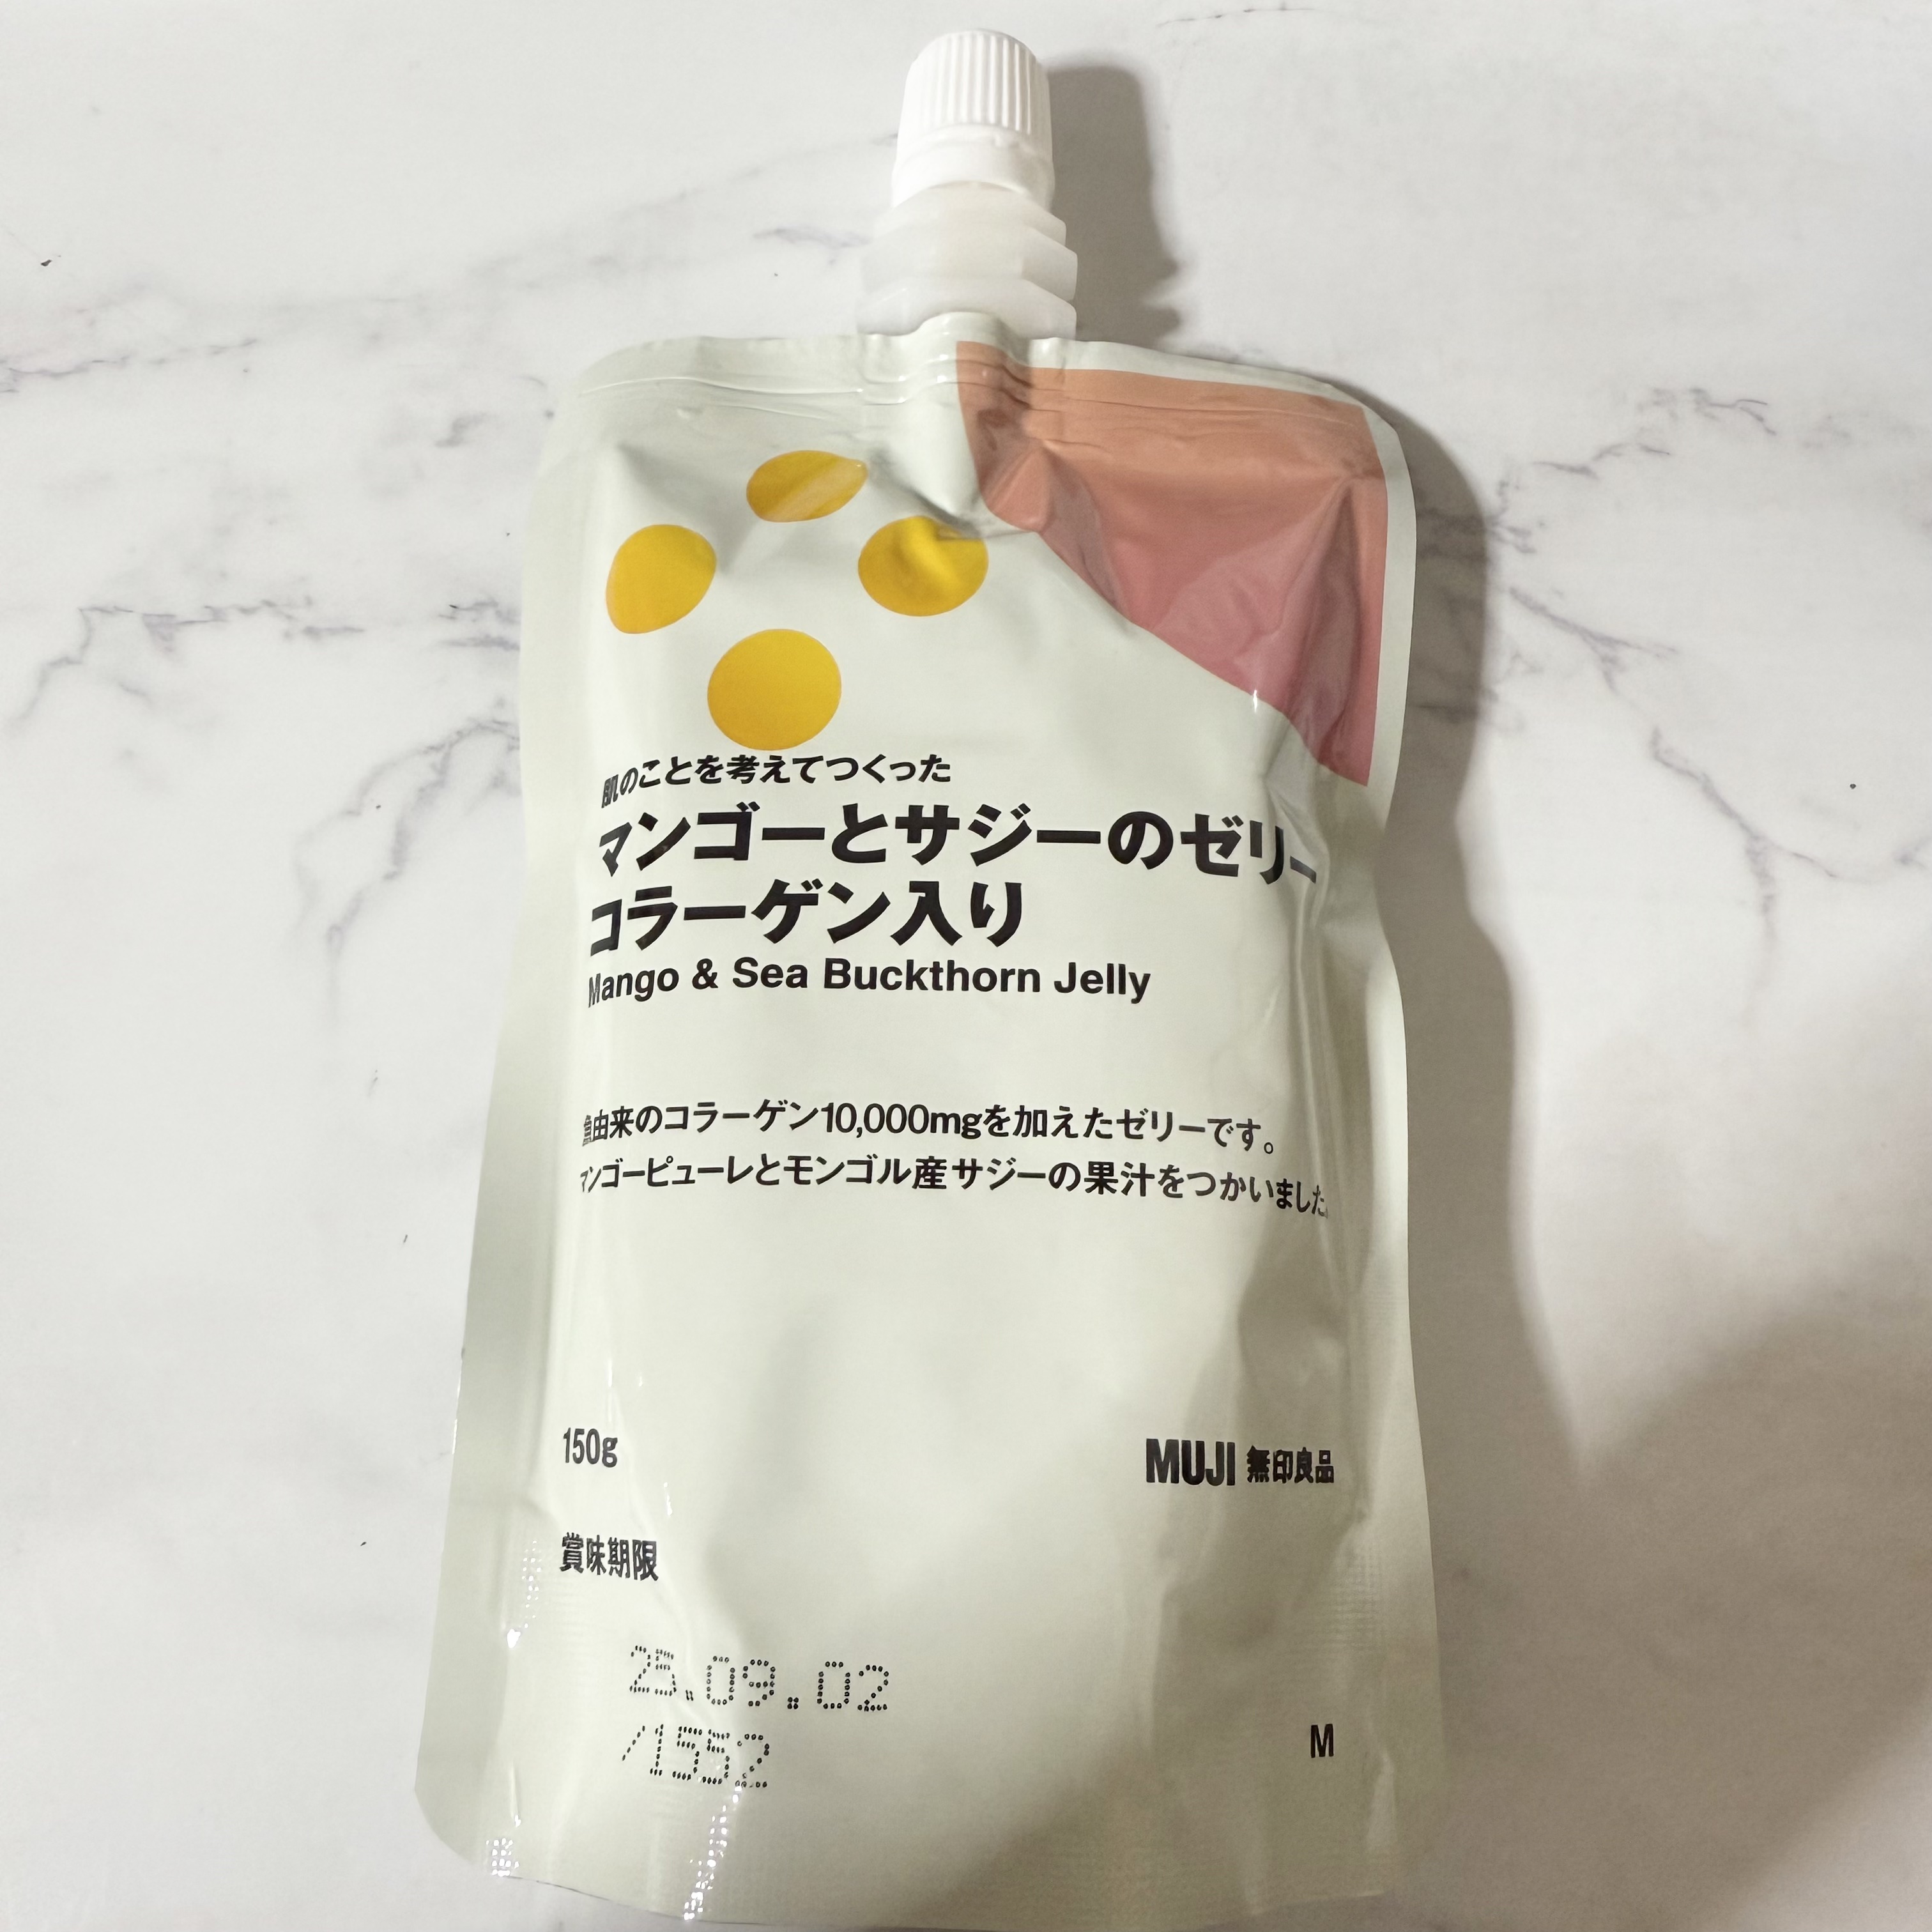 肌のことを考えてつくった
マンゴーとサジーのゼリー
コラーゲン入り
Mango & Sea Buckthorn Jelly
魚由来のコラーゲン10,000mgを加えたゼリーです。
マンゴーピューレとモンゴル産サジーの果汁をつかいました。
150g
MUJI 無印良品
賞味期限
25.09.02
/1552
M